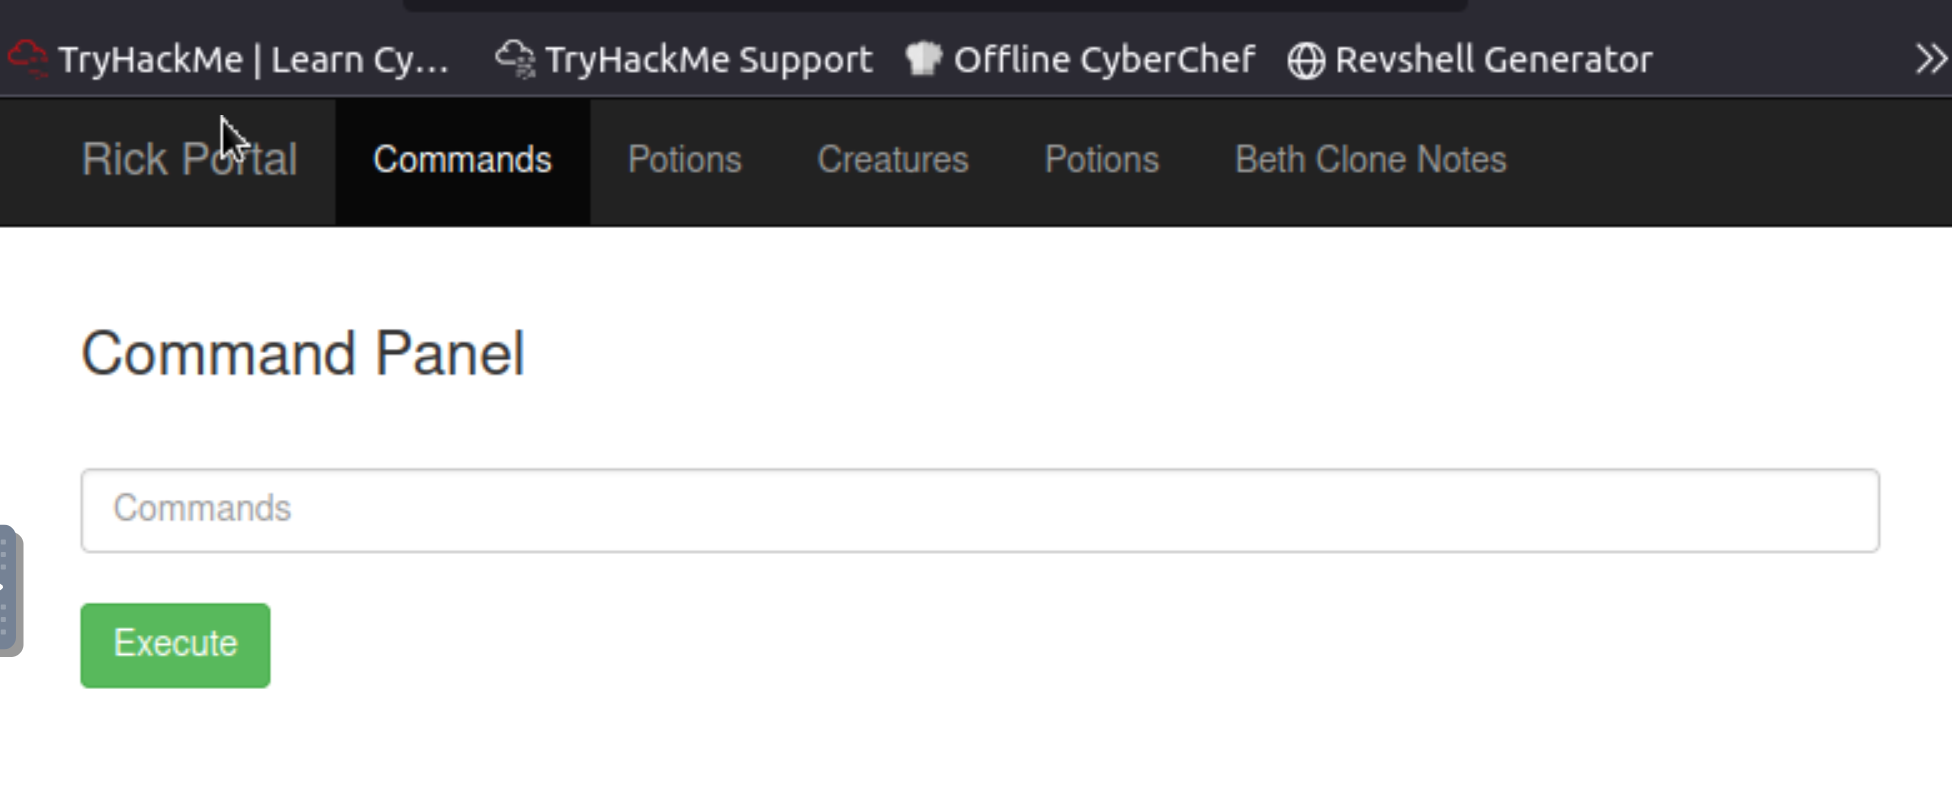 TryHackMe | Learn Cy... TryHackMe Support Offline CyberChef Revshell Generator
Rick Portal Commands Potions Creatures Potions Beth Clone Notes
Command Panel
Commands
Execute